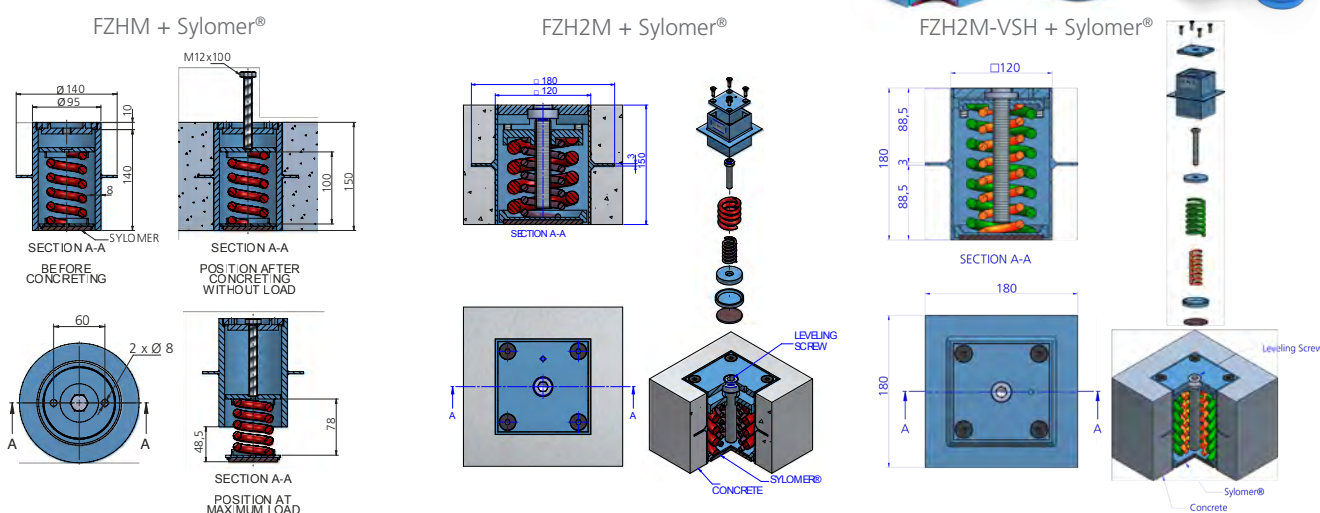 FZHM + Sylomer®
M12x100
Ø 140
Ø 95
10
140
8
SYLOMER
SECTION A-A
BEFORE
CONCRETING
100
150
SECTION A-A
POSITION AFTER
CONCRETING
WITHOUT LOAD
60
2 x Ø 8
A
A
48,5
78
SECTION A-A
POSITION AT
MAXIMUM LOAD
FZH2M + Sylomer®
□ 180
□ 120
3
150
SECTION A-A
A
A
LEVELING
SCREW
SYLOMER®
CONCRETE
FZH2M-VSH + Sylomer®
□120
88,5
180
3
88,5
SECTION A-A
180
180
A
A
Leveling Screw
Sylomer®
Concrete